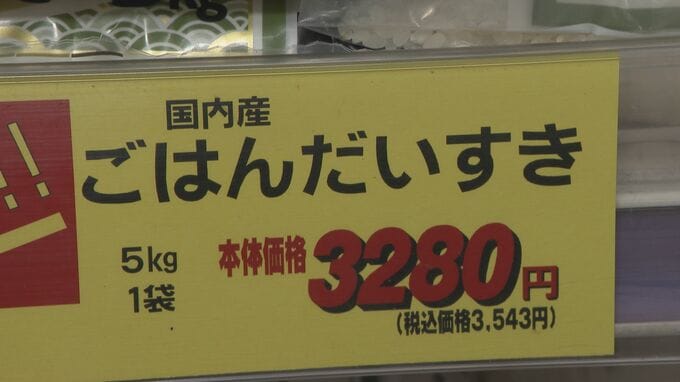 国内産
ごはんだいすき
5kg
1袋
本体価格3280円
(税込価格3,543円)
!!